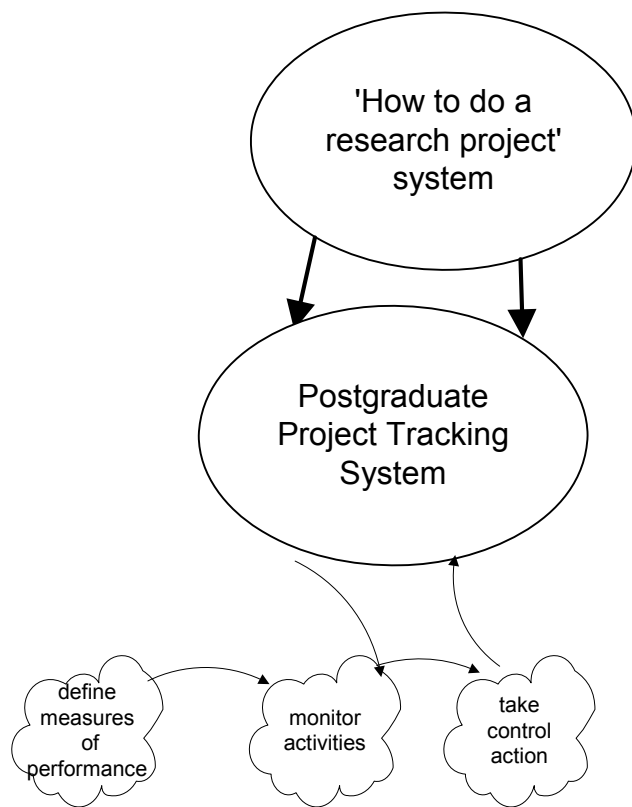 'How to do a
research project'
system
Postgraduate
Project Tracking
System
define
measures
of
performance
monitor
activities
take
control
action